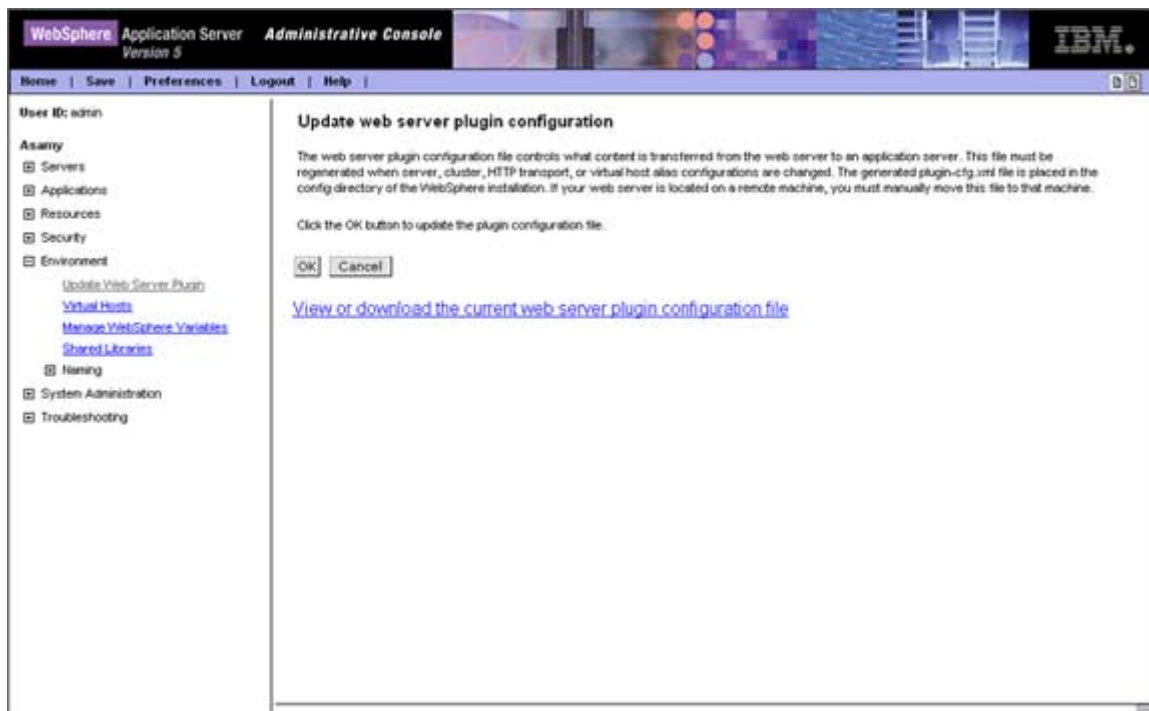 WebSphere Application Server Administrative Console
Version 5
IBM.
Home | Save | Preferences | Logout | Help |
User ID: admin
Asamy
Servers
Applications
Resources
Security
Environment
Update Web Server Plugin
Virtual Hosts
Manage WebSphere Variables
Shared Libraries
Naming
System Administration
Troubleshooting
Update web server plugin configuration
The web server plugin configuration file controls what content is transferred from the web server to an application server. This file must be
regenerated when server, cluster, HTTP transport, or virtual host alias configurations are changed. The generated plugin-cfg.xml file is placed in the
config directory of the WebSphere installation. If your web server is located on a remote machine, you must manually move this file to that machine.
Click the OK button to update the plugin configuration file.
OK Cancel
View or download the current web server plugin configuration file